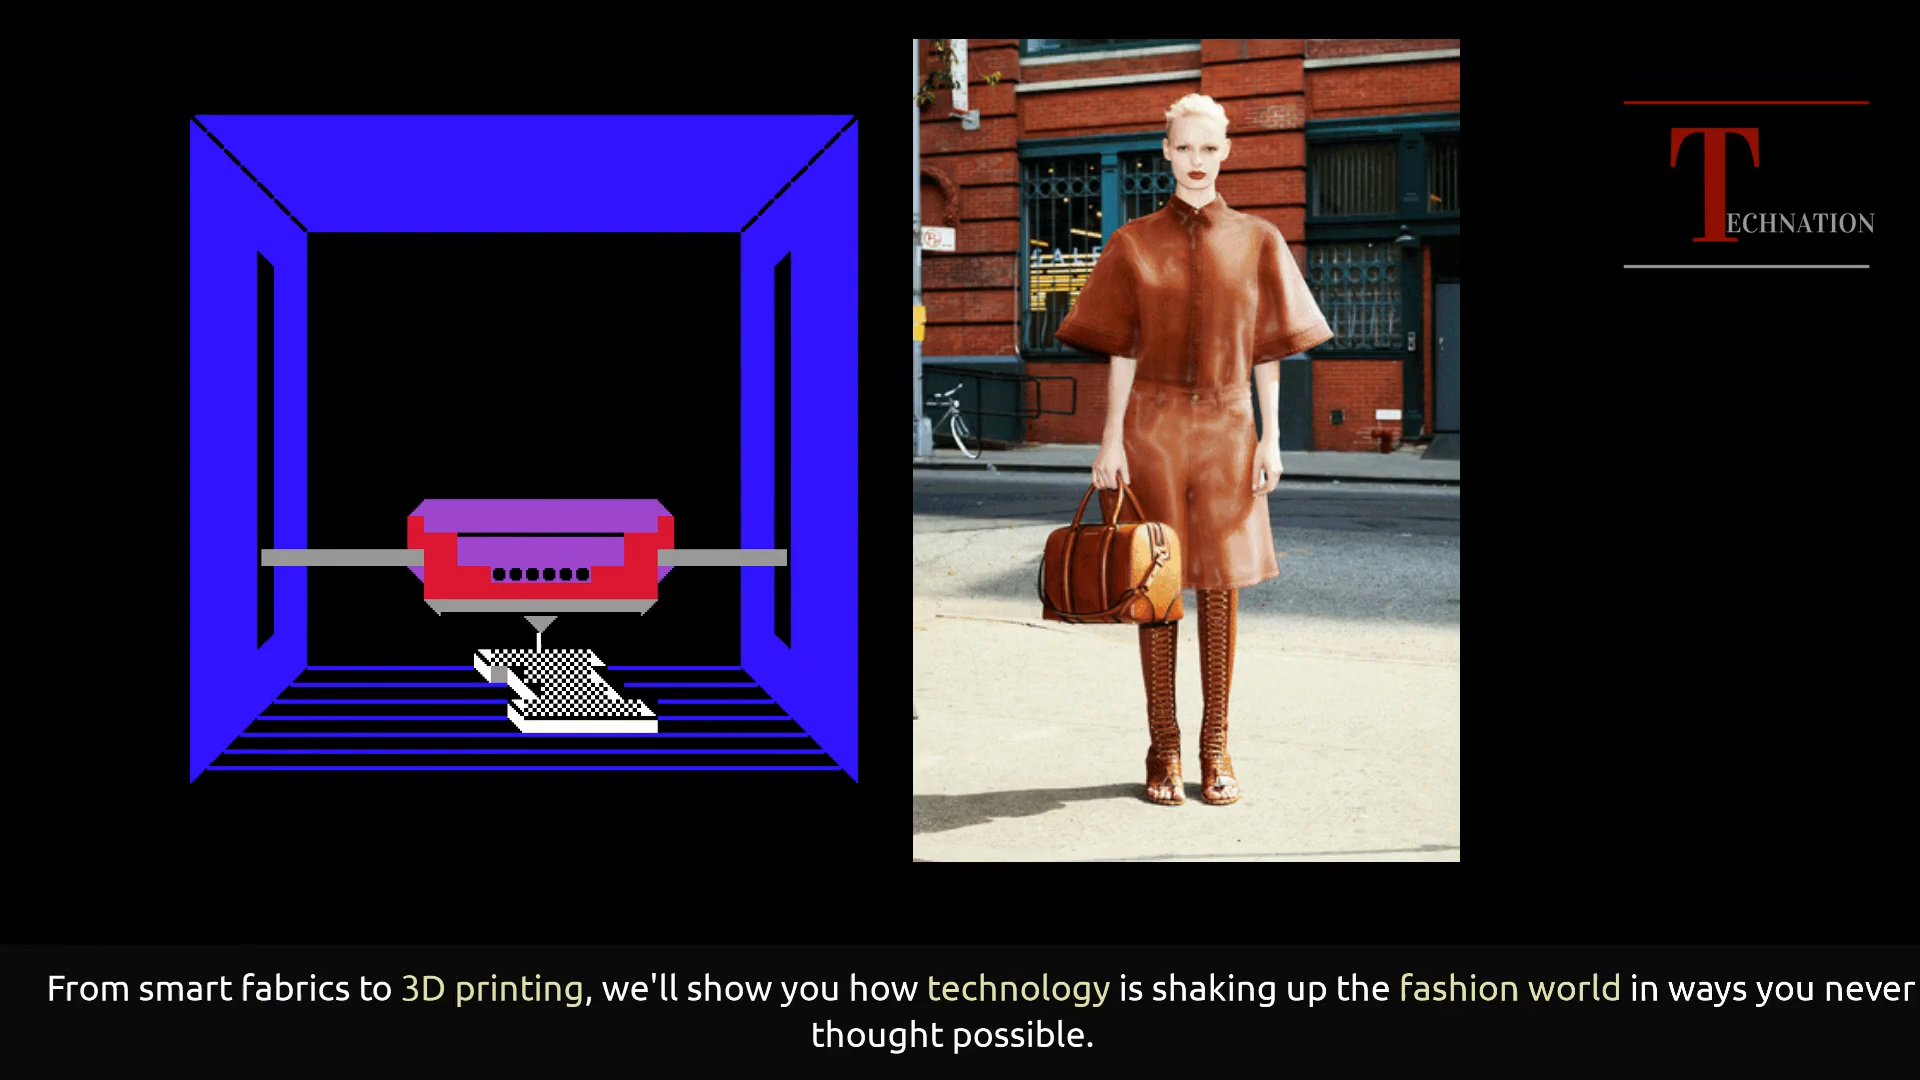 TECHNATION
From smart fabrics to 3D printing, we'll show you how technology is shaking up the fashion world in ways you never
thought possible.